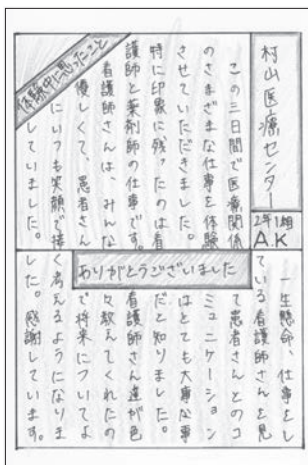 村山医療センター
2年1組
A.K
体験中に思ったこと
この三日間で医療関係
のさまざまな仕事を体験
させていただきました。
特に印象に残ったのは看
護師と薬剤師の仕事です。
看護師さんは、みんな
優しくて、患者さん
にいつも笑顔で接
していました。
一生懸命、仕事をし
ている看護師さんを見
て患者さんとのコ
ミュニケーション
はとても大事な事
だと知りました。
看護師さん達が色
々教えてくれたの
で将来についてよ
く考えるようになりま
した。感謝しています。
ありがとうございました